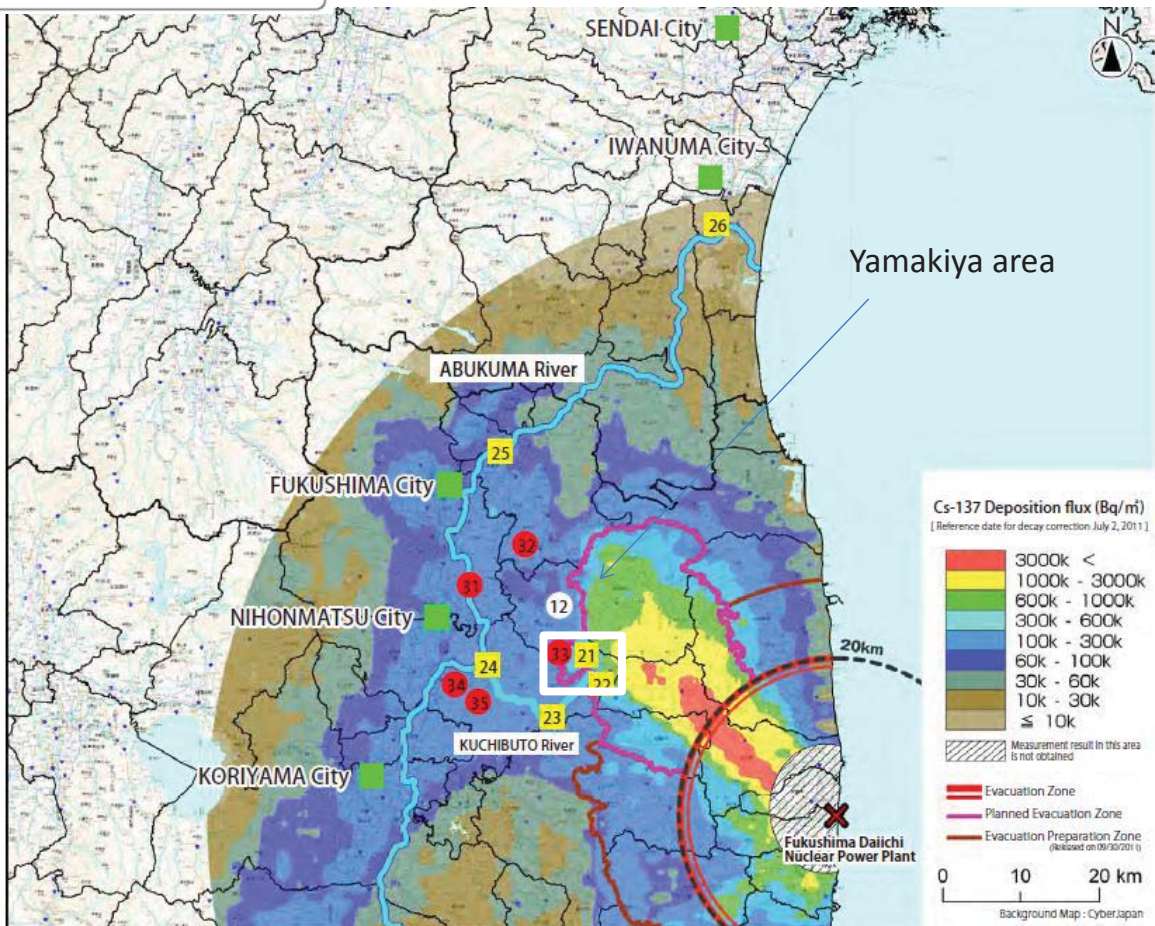 SENDAI City
N
IWANUMA City
26
Yamakiya area
ABUKUMA River
25
FUKUSHIMA City
32
31
12
NIHONMATSU City
33
21
24
22
34
35
23
KUCHIBUTO River
KORIYAMA City
20km
Fukushima Daiichi
Nuclear Power Plant
Cs-137 Deposition flux (Bq/㎡)
[ Reference date for decay correction July 2, 2011 ]
3000k <
1000k - 3000k
600k - 1000k
300k - 600k
100k - 300k
60k - 100k
30k - 60k
10k - 30k
≤ 10k
Measurement result in this area
is not obtained
Evacuation Zone
Planned Evacuation Zone
Evacuation Preparation Zone
(Released on 09/30/2011)
0 10 20 km
Background Map : CyberJapan